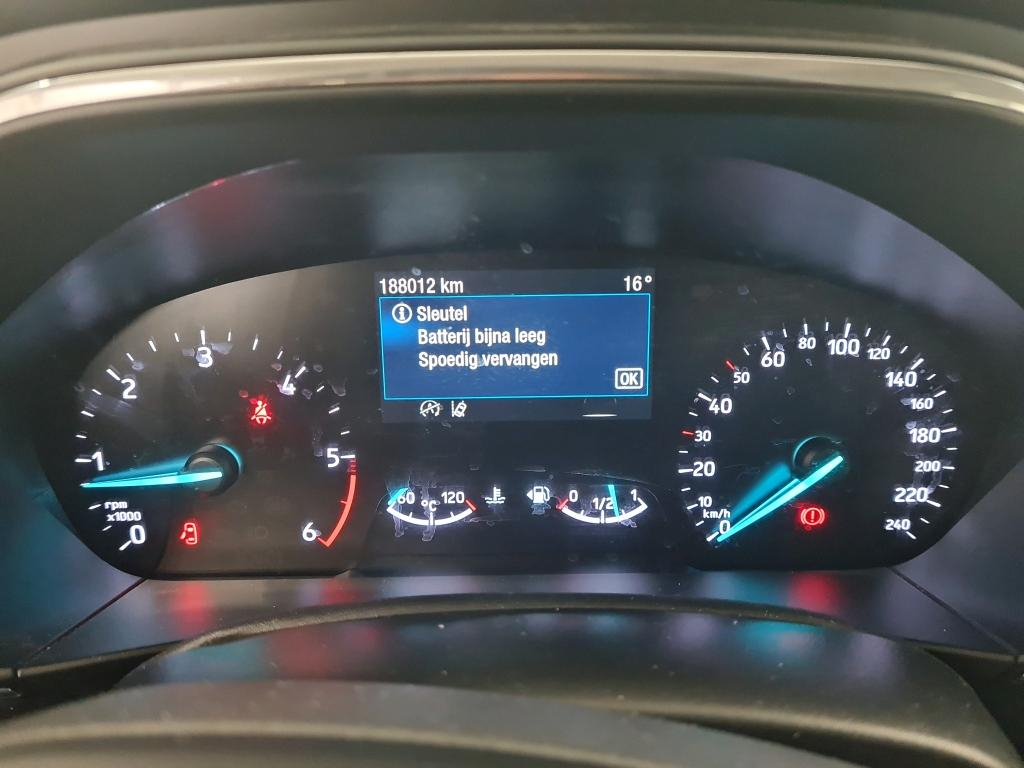 188012 km 16°
Sleutel
Batterij bijna leeg
Spoedig vervangen
OK
0 1 2 3 4 5 6
rpm
x1000
60 °C 120
0 1/2 1
0 10 20 30 40 50 60 80 100 120 140 160 180 200 220 240
km/h